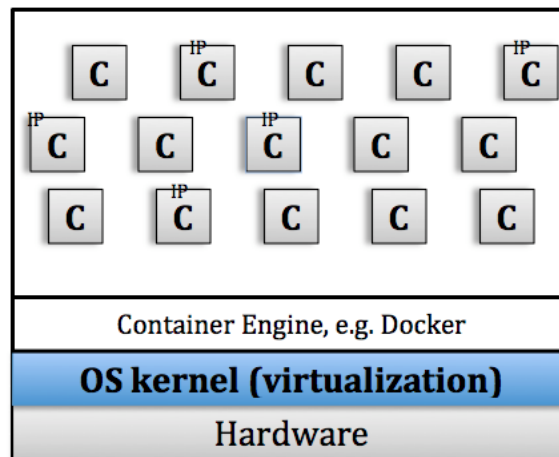 IP IP
C C C C C
IP IP
C C C C C
IP
C C C C C
Container Engine, e.g. Docker
OS kernel (virtualization)
Hardware